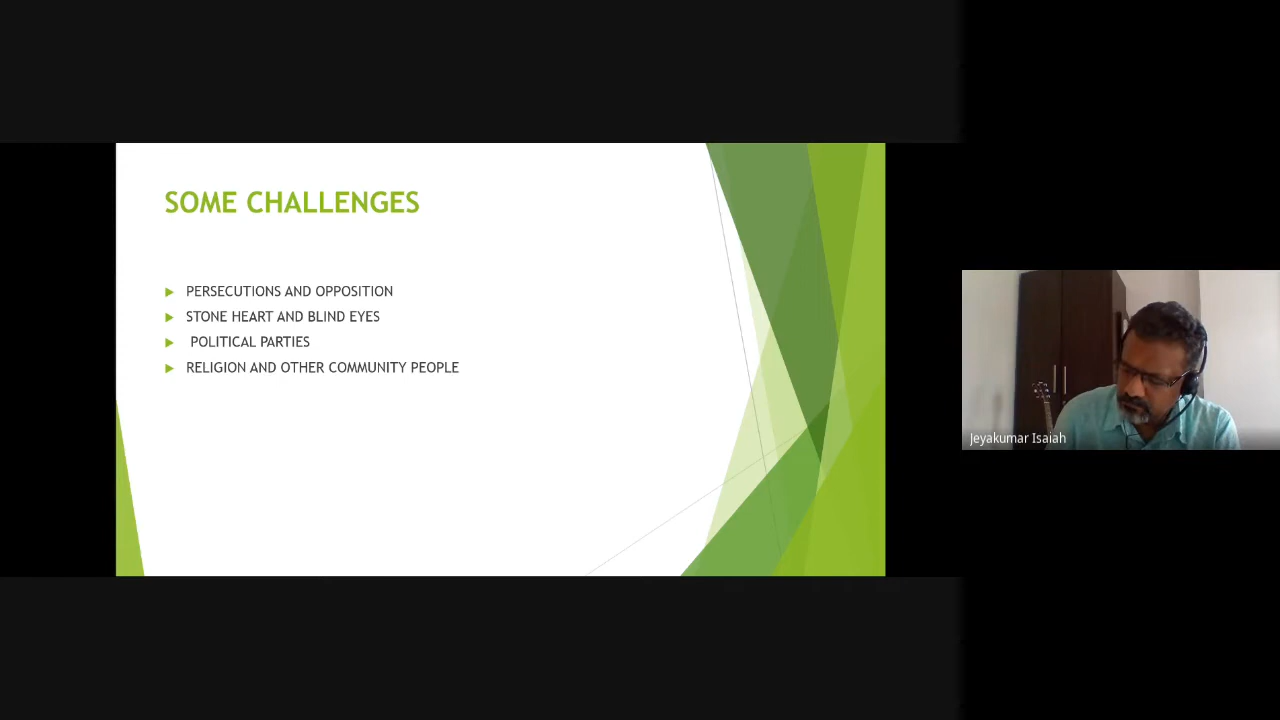 SOME CHALLENGES
PERSECUTIONS AND OPPOSITION
STONE HEART AND BLIND EYES
POLITICAL PARTIES
RELIGION AND OTHER COMMUNITY PEOPLE
Jeyakumar Isaiah